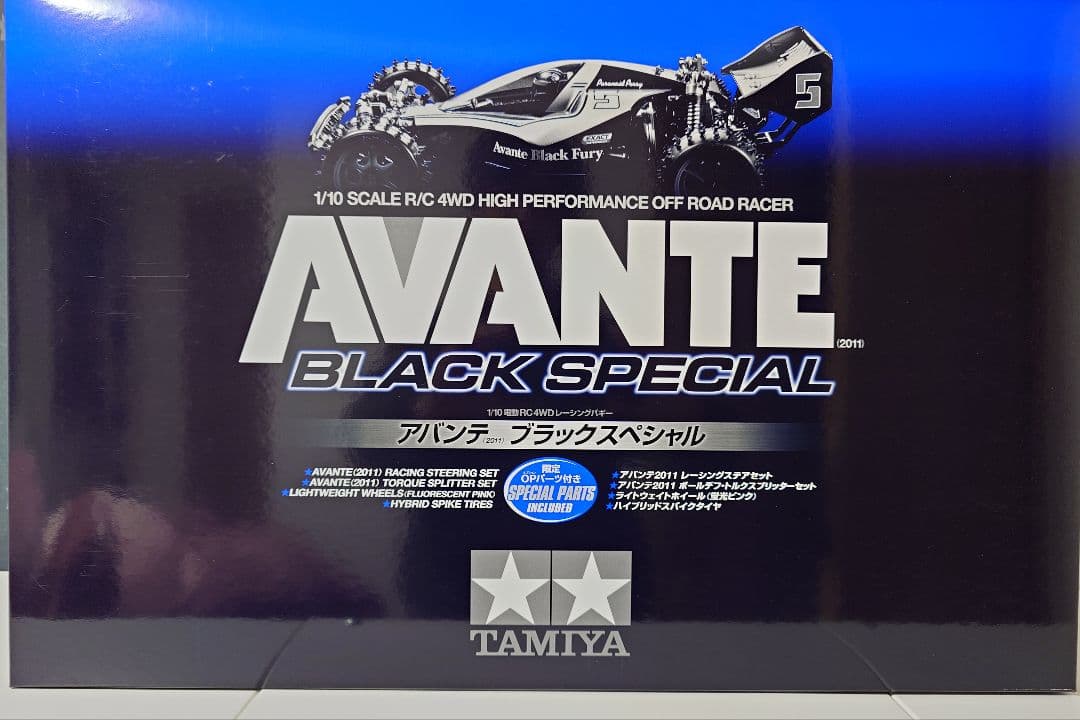 Paranoid Perry
5
5
EXACT
Avante Black Fury
1/10 SCALE R/C 4WD HIGH PERFORMANCE OFF ROAD RACER
AVANTE
(2011)
BLACK SPECIAL
1/10 電動RC 4WDレーシングバギー
アバンテ(2011) ブラックスペシャル
★AVANTE(2011) RACING STEERING SET
★AVANTE(2011) TORQUE SPLITTER SET
★LIGHTWEIGHT WHEELS(FLUORESCENT PINK)
★HYBRID SPIKE TIRES
限定
OPパーツ付き
SPECIAL PARTS
INCLUDED
★アバンテ2011 レーシングステアセット
★アバンテ2011 ボールデフ・トルクスプリッターセット
★ライトウェイトホイール(蛍光ピンク)
★ハイブリッドスパイクタイヤ
TAMIYA